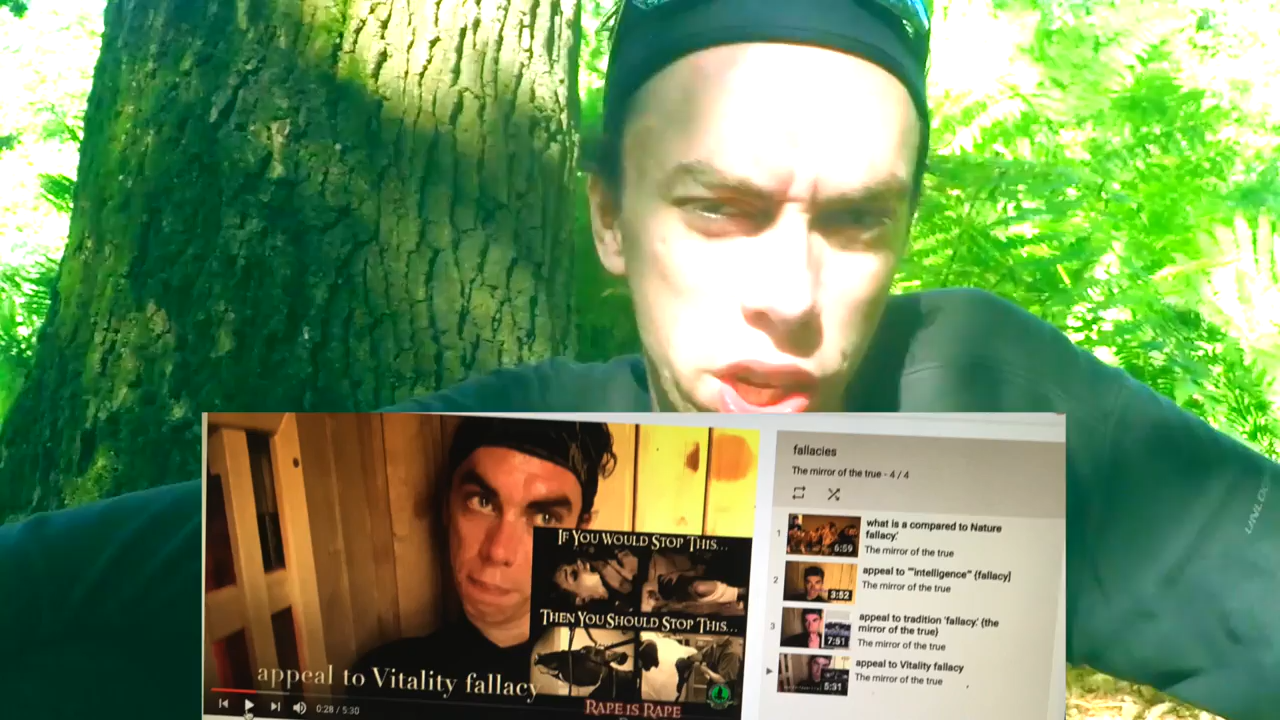 IF YOU WOULD STOP THIS...
THEN YOU SHOULD STOP THIS...
RAPE IS RAPE
appeal to Vitality fallacy
0:28 / 5:30
fallacies
The mirror of the true - 4 / 4
1
what is a compared to Nature
fallacy.'
The mirror of the true
6:59
2
appeal to ""intelligence" {fallacy]
The mirror of the true
3:52
3
appeal to tradition 'fallacy.' (the
mirror of the true)
The mirror of the true
7:51
appeal to Vitality fallacy
The mirror of the true
5:31